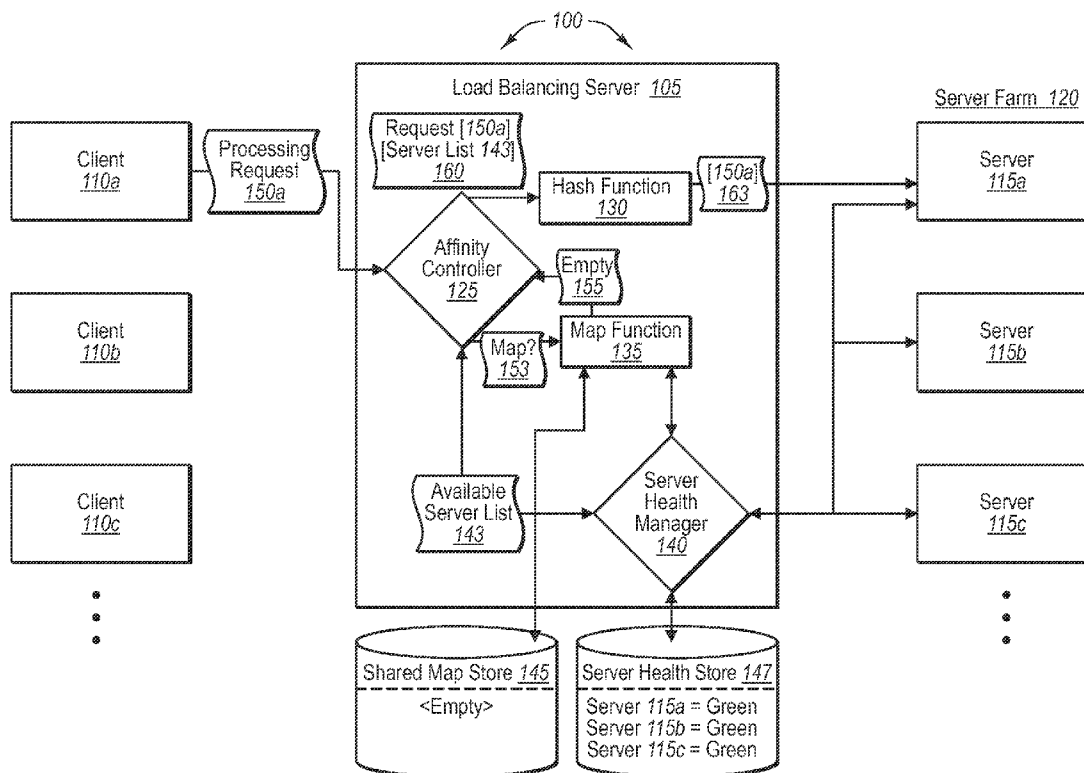 100
Load Balancing Server 105
Server Farm 120
Client
110a
Processing
Request
150a
Request [150a]
[Server List 143]
160
Hash Function
130
[150a]
163
Server
115a
Affinity
Controller
125
Empty
155
Map?
153
Map Function
135
Client
110b
Server
115b
Client
110c
Available
Server List
143
Server
Health
Manager
140
Server
115c
Shared Map Store 145
<Empty>
Server Health Store 147
Server 115a = Green
Server 115b = Green
Server 115c = Green